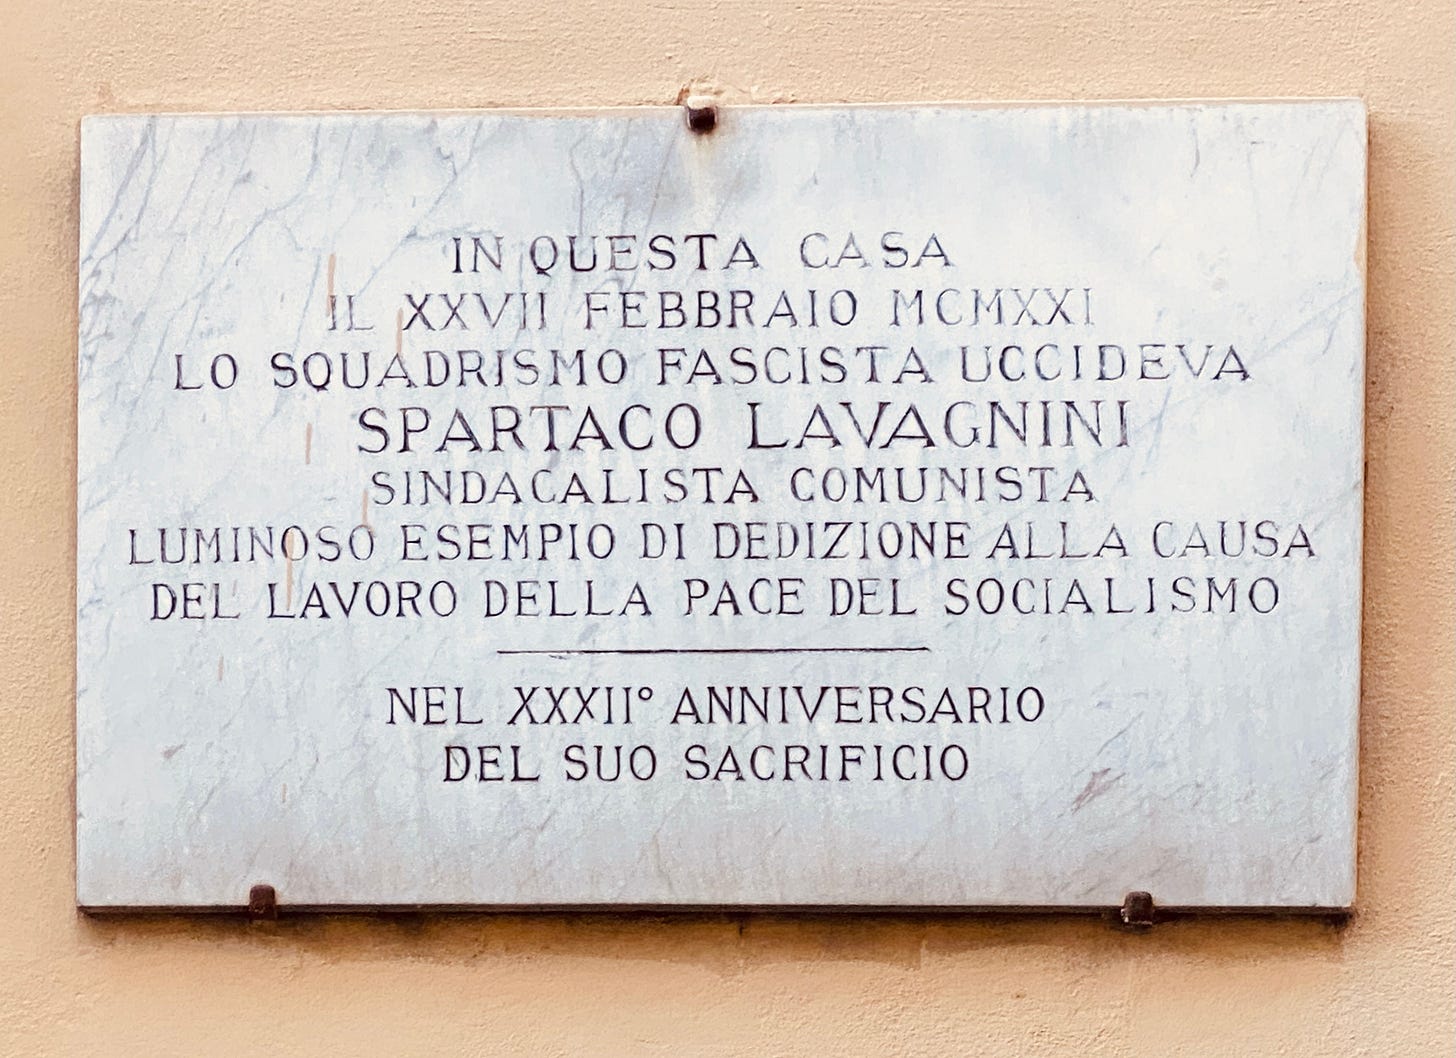 IN QUESTA CASA
IL XXVII FEBBRAIO MCMXXI
LO SQUADRISMO FASCISTA UCCIDEVA
SPARTACO LAVAGNINI
SINDACALISTA COMUNISTA
LUMINOSO ESEMPIO DI DEDIZIONE ALLA CAUSA
DEL LAVORO DELLA PACE DEL SOCIALISMO
NEL XXXII° ANNIVERSARIO
DEL SUO SACRIFICIO